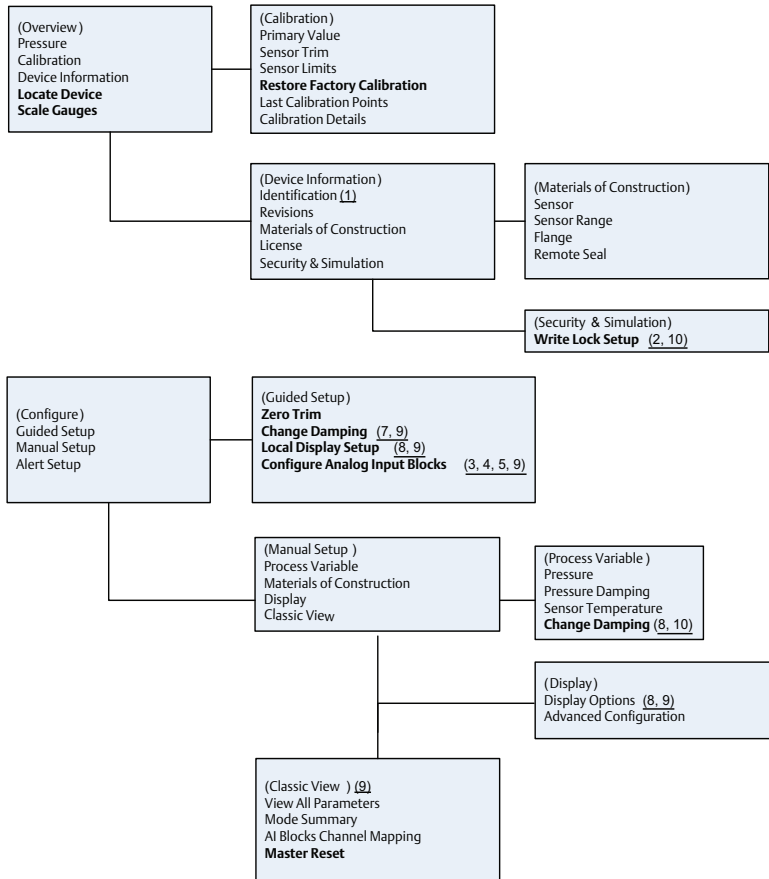 (Overview)
Pressure
Calibration
Device Information
Locate Device
Scale Gauges
(Calibration)
Primary Value
Sensor Trim
Sensor Limits
Restore Factory Calibration
Last Calibration Points
Calibration Details
(Device Information)
Identification (1)
Revisions
Materials of Construction
License
Security & Simulation
(Materials of Construction)
Sensor
Sensor Range
Flange
Remote Seal
(Security & Simulation)
Write Lock Setup (2, 10)
(Configure)
Guided Setup
Manual Setup
Alert Setup
(Guided Setup)
Zero Trim
Change Damping (7, 9)
Local Display Setup (8, 9)
Configure Analog Input Blocks (3, 4, 5, 9)
(Manual Setup )
Process Variable
Materials of Construction
Display
Classic View
(Process Variable )
Pressure
Pressure Damping
Sensor Temperature
Change Damping (8, 10)
(Display)
Display Options (8, 9)
Advanced Configuration
(Classic View ) (9)
View All Parameters
Mode Summary
AI Blocks Channel Mapping
Master Reset